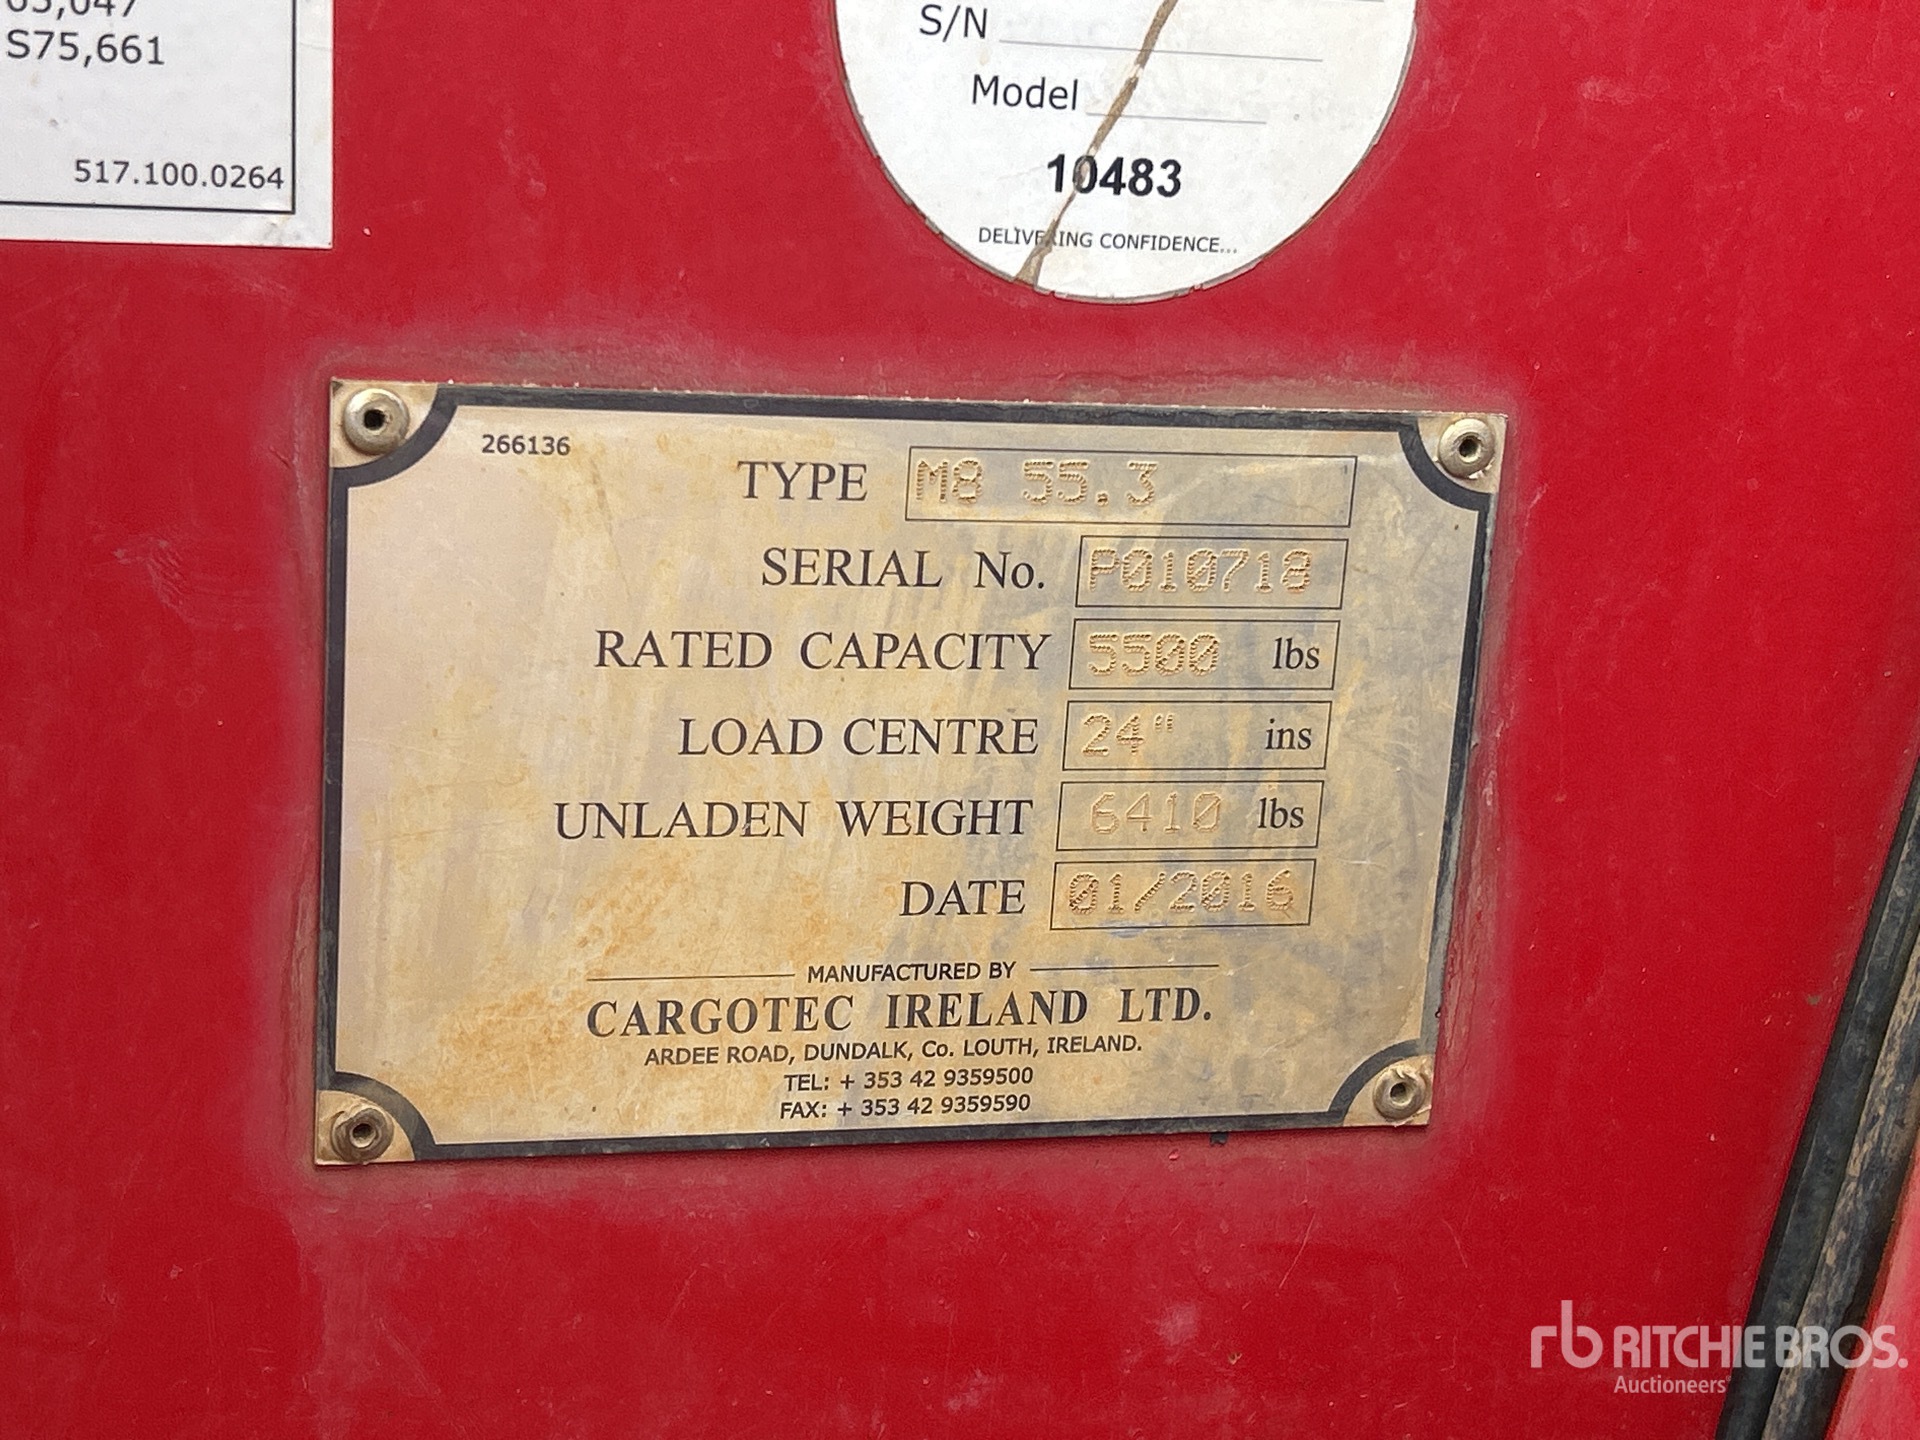 S75,661
517.100.0264
S/N
Model
10483
DELIVERING CONFIDENCE...
266136
TYPE M8 55.3
SERIAL No. P010718
RATED CAPACITY 5500 lbs
LOAD CENTRE 24" ins
UNLADEN WEIGHT 6410 lbs
DATE 01/2016
MANUFACTURED BY
CARGOTEC IRELAND LTD.
ARDEE ROAD, DUNDALK, Co. LOUTH, IRELAND.
TEL: + 353 42 9359500
FAX: + 353 42 9359590
rb RITCHIE BROS.
Auctioneers